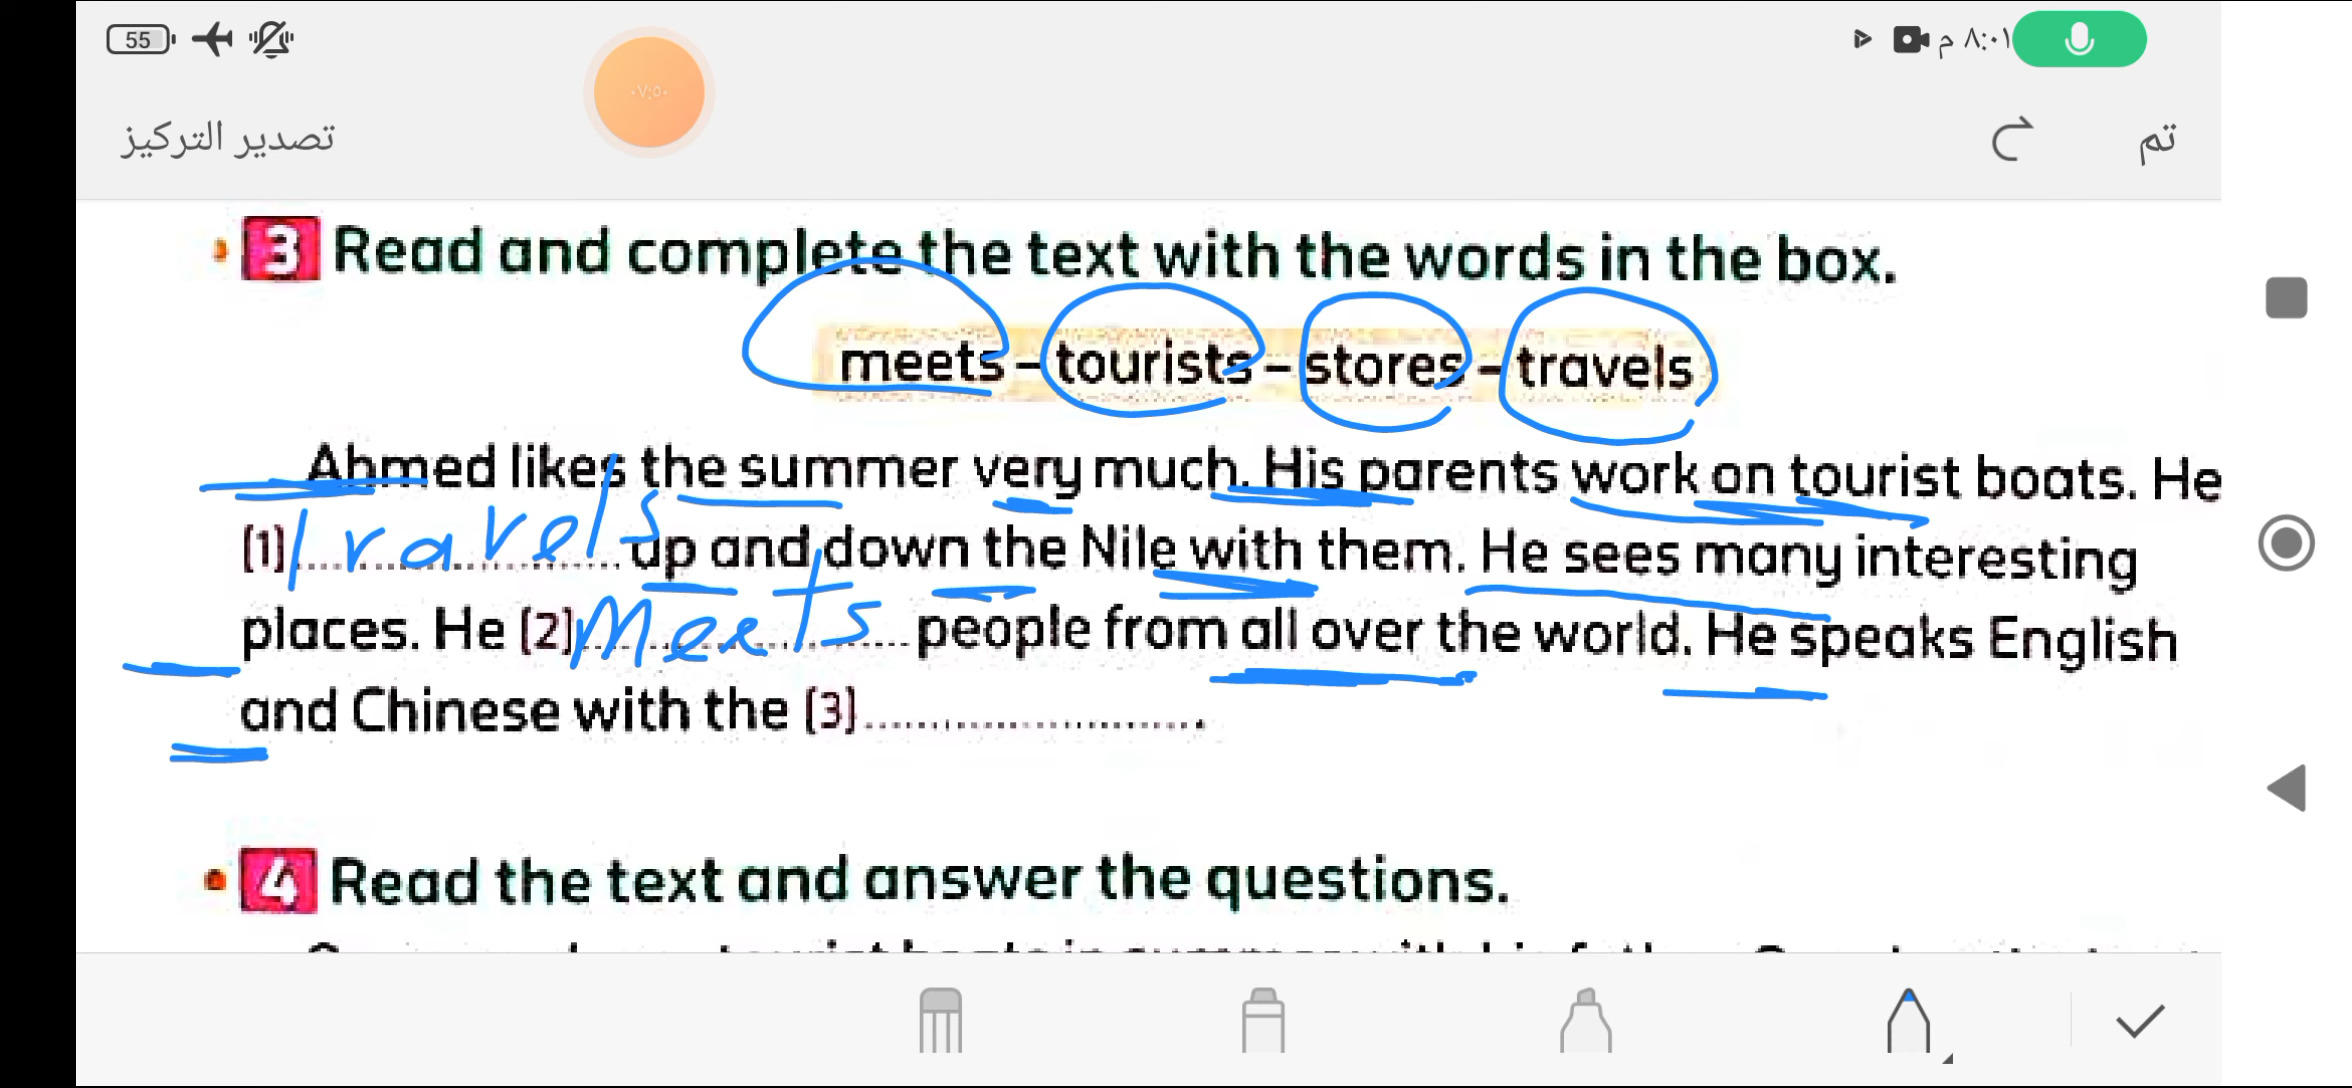 55
٠٧:٥٠
م ٨:٠١
تصدير التركيز
تم
3 Read and complete the text with the words in the box.
meets – tourists – stores – travels
Ahmed likes the summer very much. His parents work on tourist boats. He
(1) Travels up and down the Nile with them. He sees many interesting
places. He (2) Meets people from all over the world. He speaks English
and Chinese with the (3) ........................ .
4 Read the text and answer the questions.